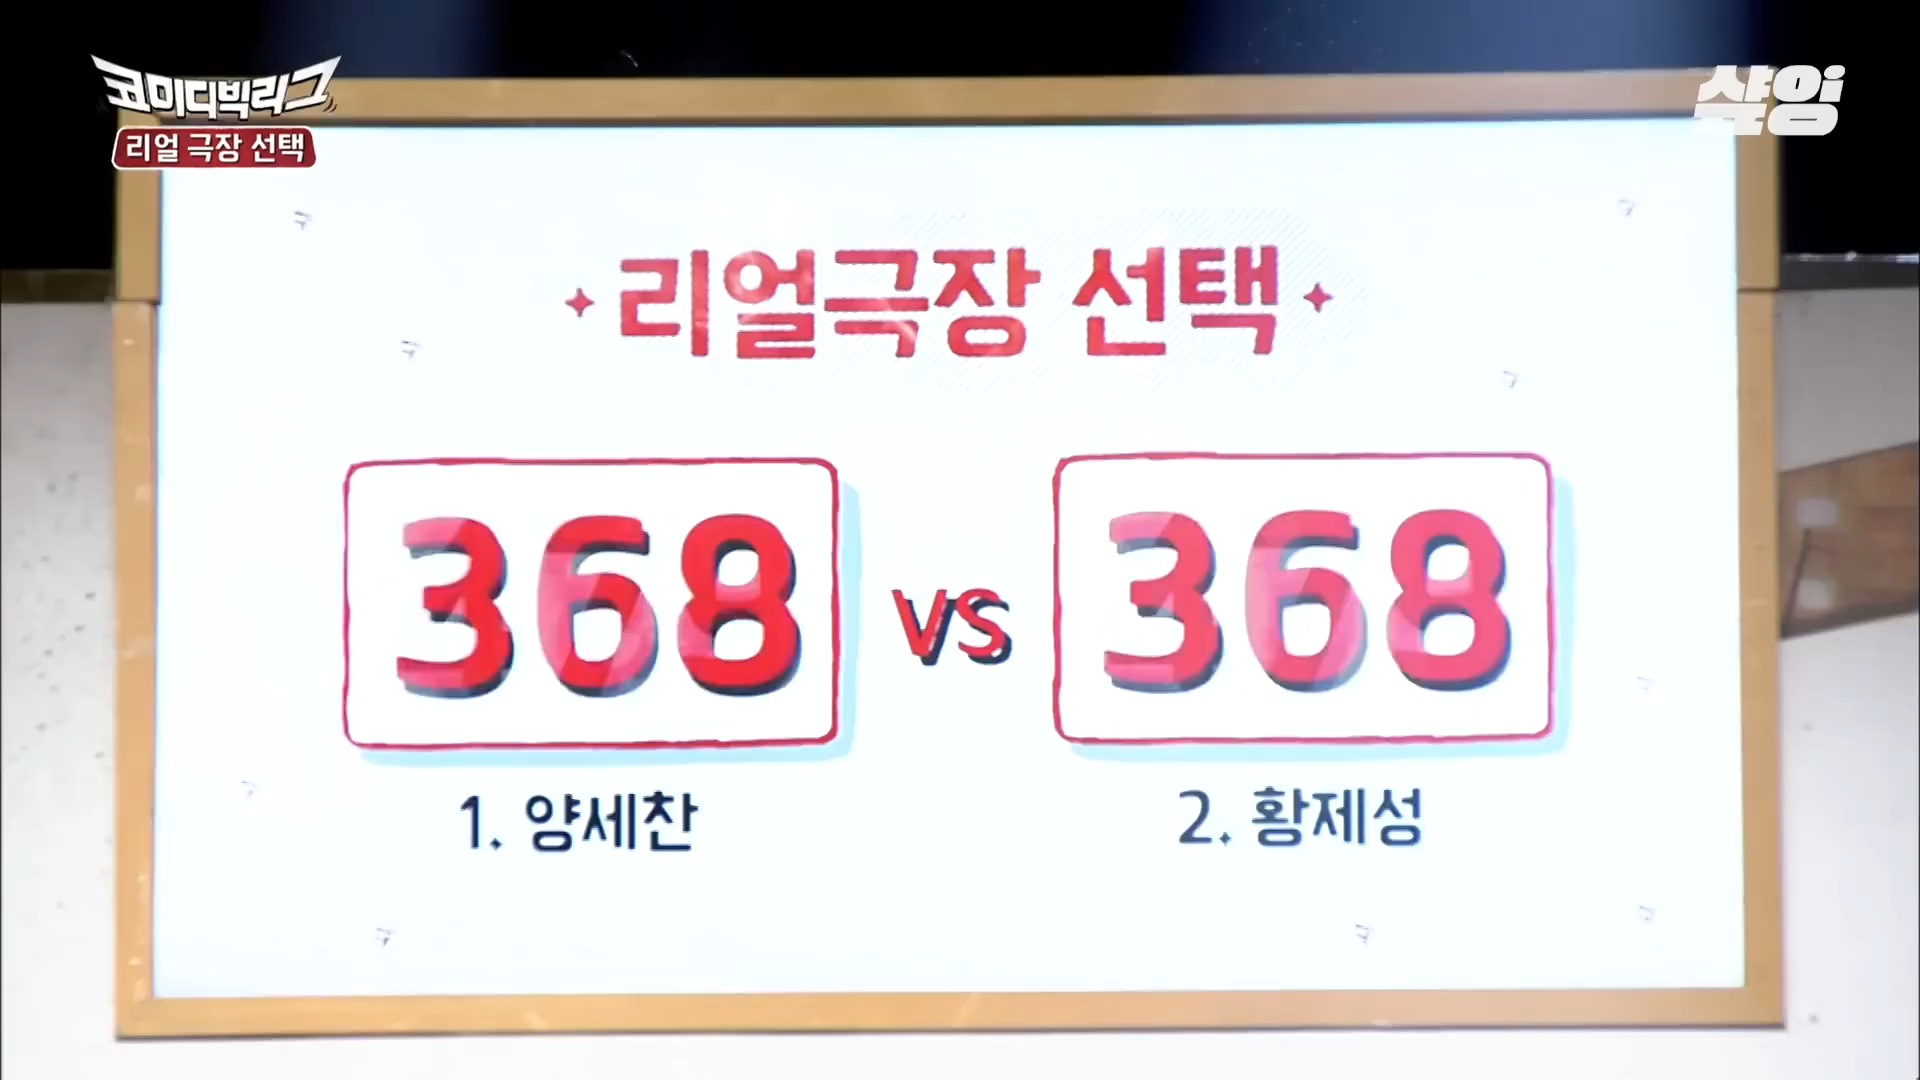 코미디빅리그
리얼 극장 선택
샥잉
리얼극장 선택
368 VS 368
1. 양세찬
2. 황제성